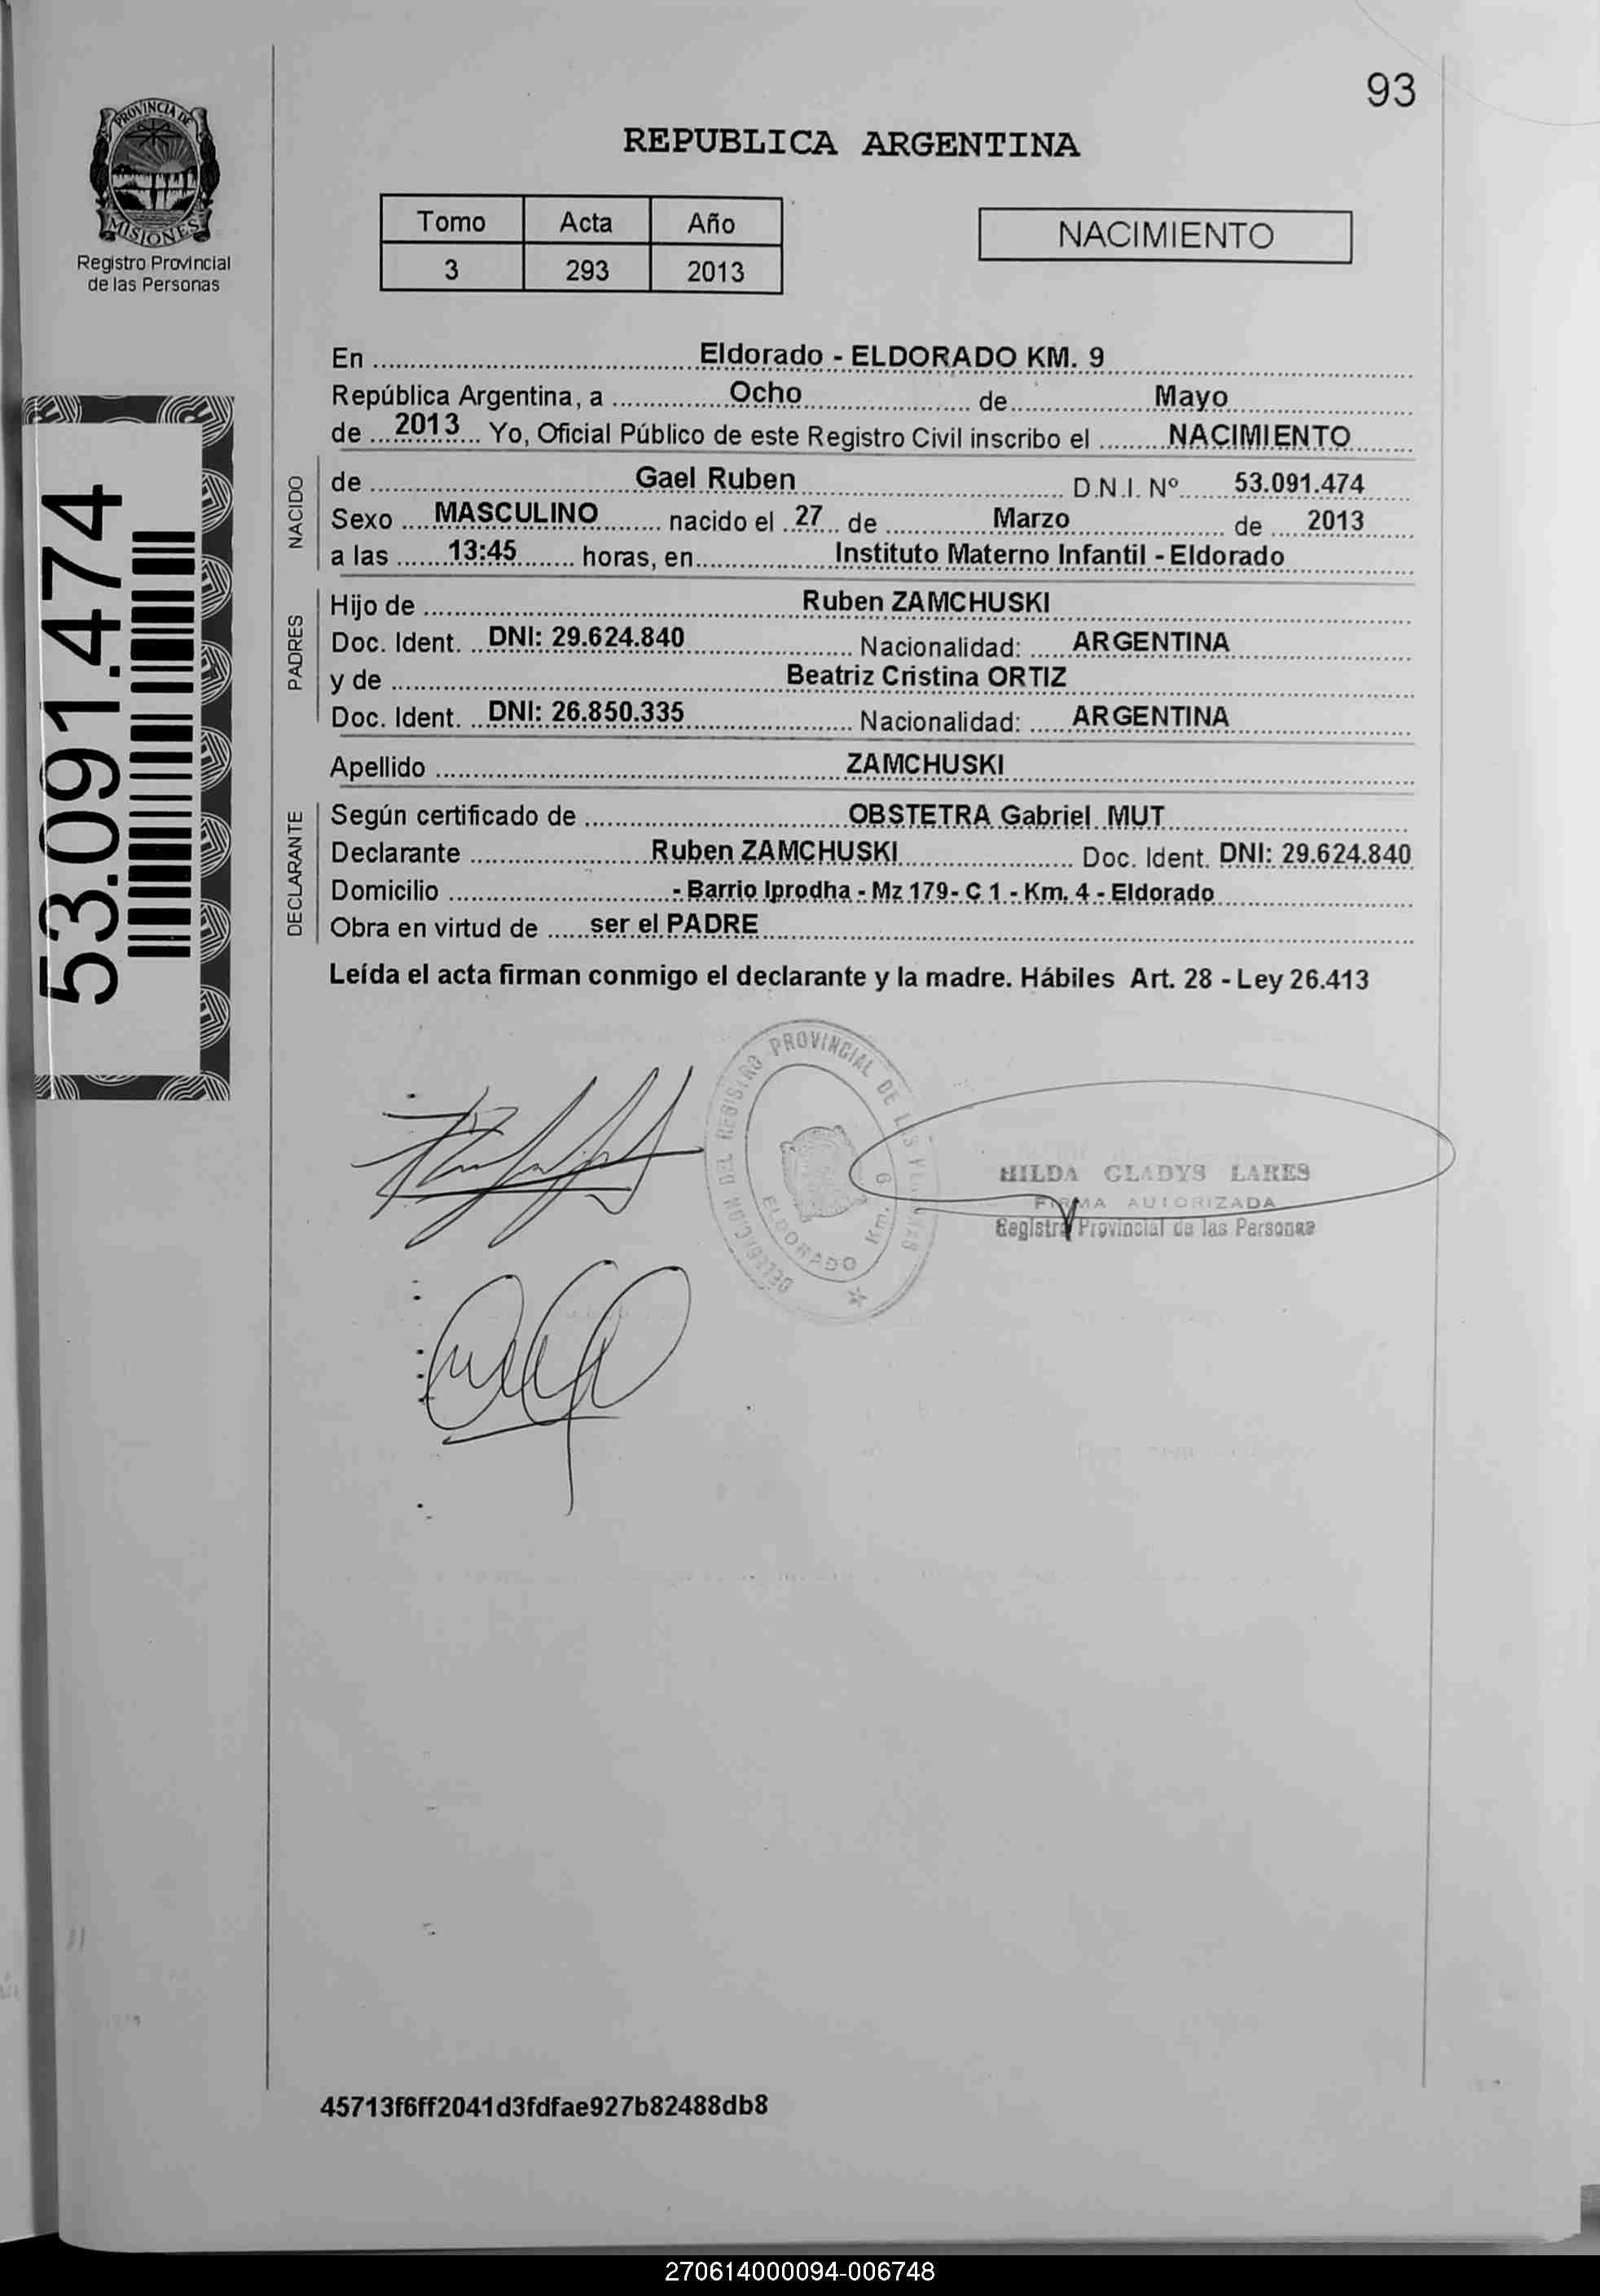 93
PROVINCIA DE
MISIONES
Registro Provincial
de las Personas
REPUBLICA ARGENTINA
Tomo Acta Año
3 293 2013
NACIMIENTO
53.091.474
En ........ Eldorado - ELDORADO KM. 9
República Argentina, a ........ Ocho ........ de ........ Mayo
de ... 2013 ... Yo, Oficial Público de este Registro Civil inscribo el ........ NACIMIENTO
NACIDO
de ........ Gael Ruben ........ D.N.I. Nº ........ 53.091.474
Sexo .... MASCULINO ........ nacido el .. 27 .. de ........ Marzo ........ de .... 2013
a las ........ 13:45 ........ horas, en ........ Instituto Materno Infantil - Eldorado
PADRES
Hijo de ........ Ruben ZAMCHUSKI
Doc. Ident. .. DNI: 29.624.840 ........ Nacionalidad: ..... ARGENTINA
y de ........ Beatriz Cristina ORTIZ
Doc. Ident. .. DNI: 26.850.335 ........ Nacionalidad: ..... ARGENTINA
Apellido ........ ZAMCHUSKI
DECLARANTE
Según certificado de ........ OBSTETRA Gabriel MUT
Declarante ........ Ruben ZAMCHUSKI ........ Doc. Ident. DNI: 29.624.840
Domicilio ........ - Barrio Iprodha - Mz 179- C 1 - Km. 4 - Eldorado
Obra en virtud de ...... ser el PADRE
Leída el acta firman conmigo el declarante y la madre. Hábiles Art. 28 - Ley 26.413
DELEGACION DEL REGISTRO PROVINCIAL DE LAS PERSONAS
ELDORADO Km.
HILDA GLADYS LARES
FIRMA AUTORIZADA
Registro Provincial de las Personas
45713f6ff2041d3fdfae927b82488db8
270614000094-006748